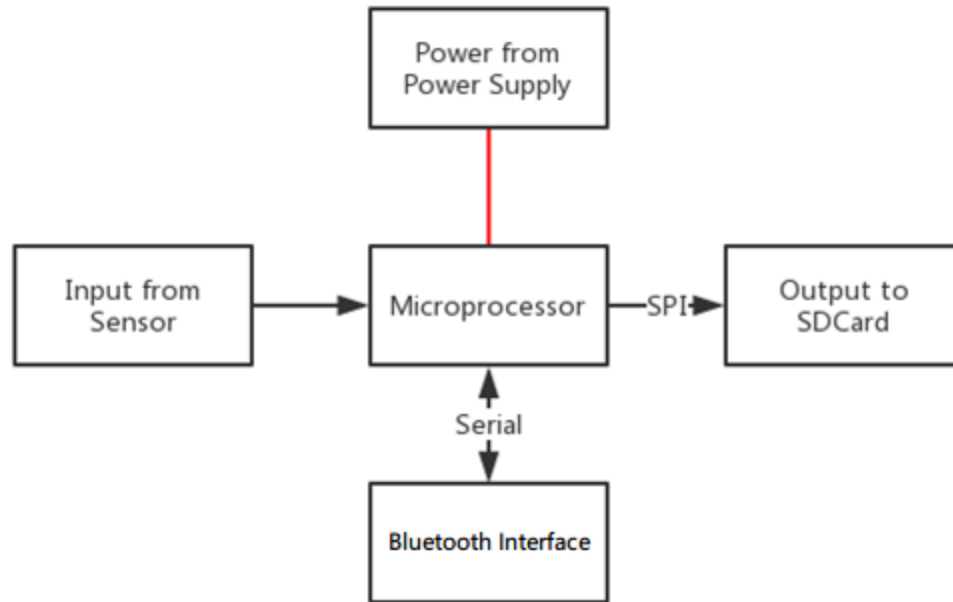 Power from
Power Supply
Input from
Sensor
Microprocessor
SPI
Output to
SDCard
Serial
Bluetooth Interface